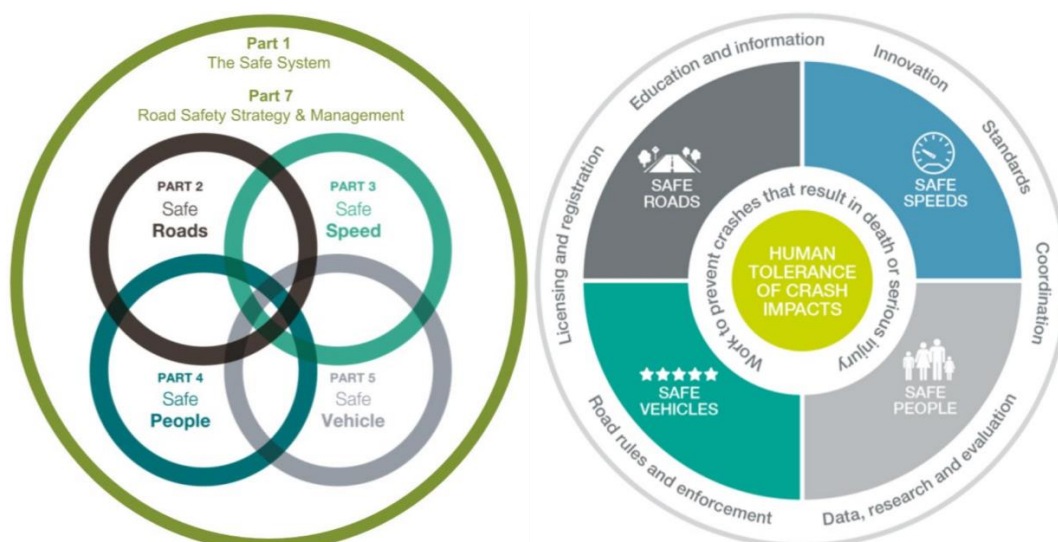 Part 1
The Safe System
Part 7
Road Safety Strategy & Management
PART 2
Safe
Roads
PART 3
Safe
Speed
PART 4
Safe
People
PART 5
Safe
Vehicle
Education and information
Innovation
Standards
Coordination
Data, research and evaluation
Road rules and enforcement
Licensing and registration
SAFE
ROADS
SAFE
SPEEDS
Work to prevent crashes that result in death or serious injury
HUMAN
TOLERANCE
OF CRASH
IMPACTS
SAFE
VEHICLES
SAFE
PEOPLE